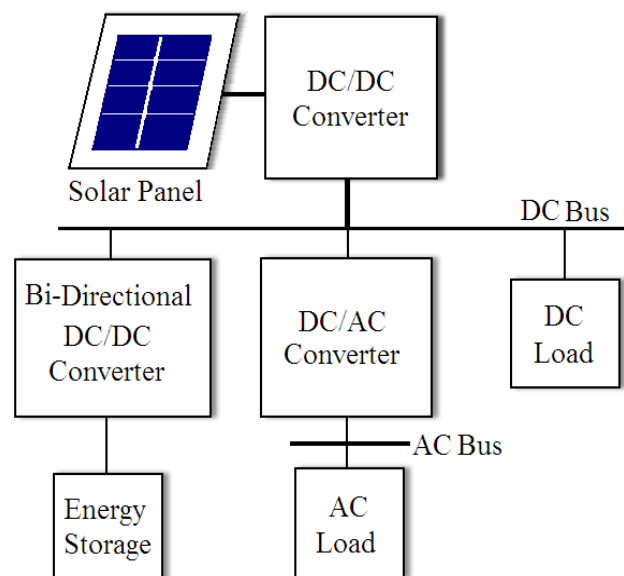 DC/DC
Converter
Solar Panel
DC Bus
Bi-Directional
DC/DC
Converter
DC/AC
Converter
DC
Load
AC Bus
Energy
Storage
AC
Load